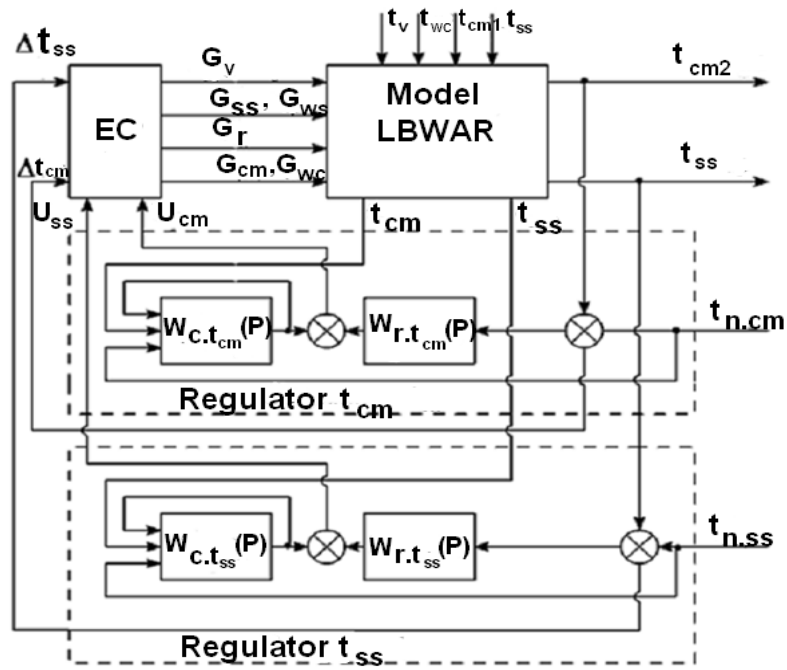 Δt_ss
t_v t_wc t_cm1 t_ss
G_v
G_ss, G_ws
G_r
G_cm, G_wc
EC
Model
LBWAR
t_cm2
t_ss
Δt_cm
U_ss
U_cm
t_cm
t_ss
W_c.t_cm(P)
W_r.t_cm(P)
t_n.cm
Regulator t_cm
W_c.t_ss(P)
W_r.t_ss(P)
t_n.ss
Regulator t_ss